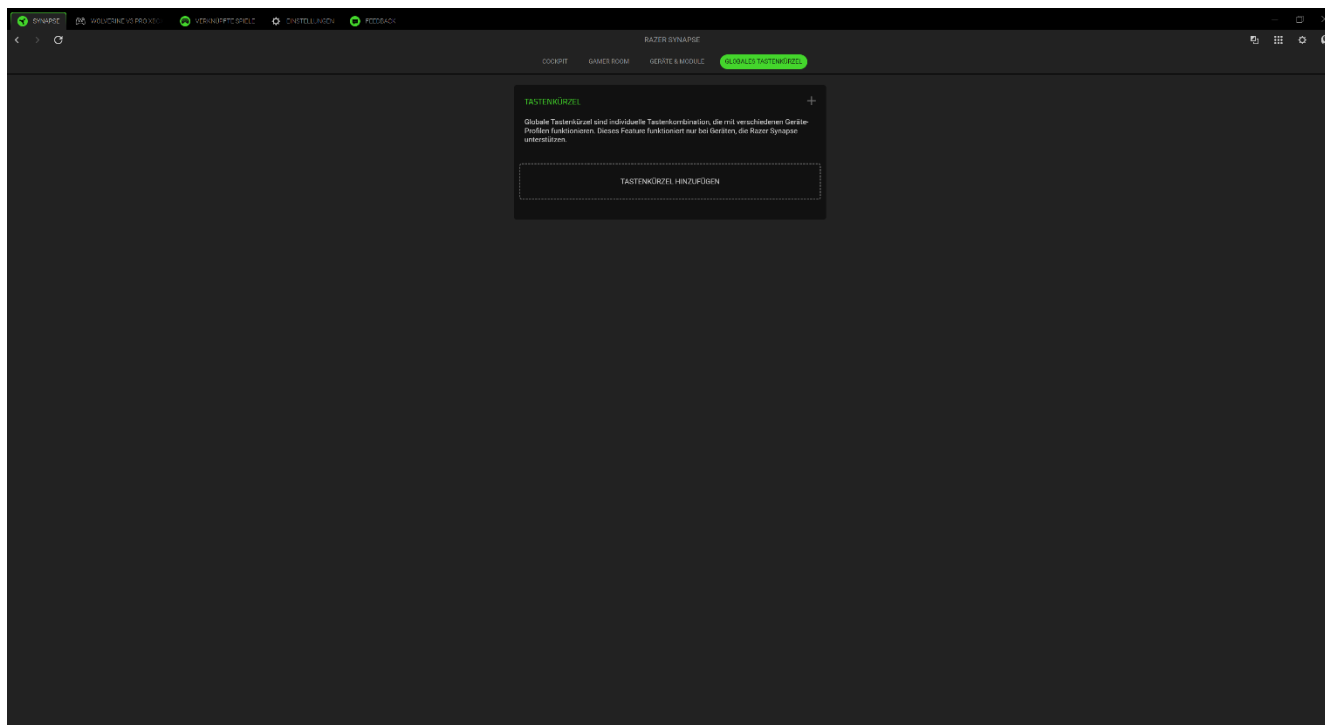 SYNAPSE WOLVERINE V3 PRO XBO VERKNÜPFTE SPIELE EINSTELLUNGEN FEEDBACK
RAZER SYNAPSE
COCKPIT GAMER ROOM GERÄTE & MODULE GLOBALES TASTENKÜRZEL
TASTENKÜRZEL
Globale Tastenkürzel sind individuelle Tastenkombination, die mit verschiedenen Geräte-
Profilen funktionieren. Dieses Feature funktioniert nur bei Geräten, die Razer Synapse
unterstützen.
TASTENKÜRZEL HINZUFÜGEN